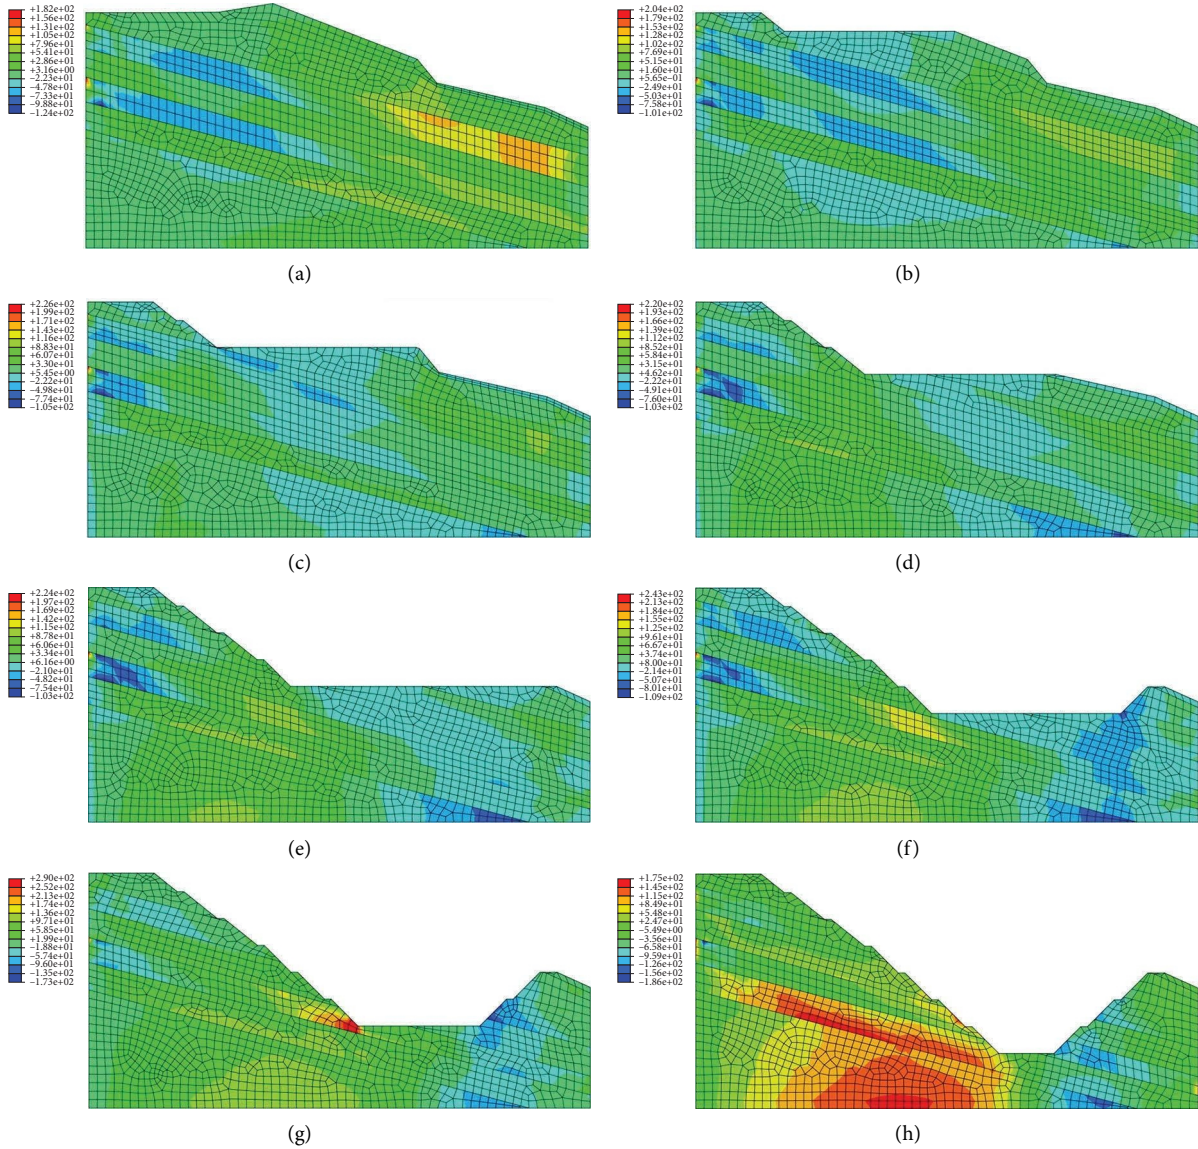 +1.82e+02
+1.56e+02
+1.31e+02
+1.05e+02
+7.96e+01
+5.41e+01
+2.86e+01
+3.16e+00
−2.23e+01
−4.78e+01
−7.33e+01
−9.88e+01
−1.24e+02
(a)
+2.04e+02
+1.79e+02
+1.53e+02
+1.28e+02
+1.02e+02
+7.69e+01
+5.15e+01
+1.60e+01
+5.65e−01
−2.49e+01
−5.03e+01
−7.58e+01
−1.01e+02
(b)
+2.26e+02
+1.99e+02
+1.71e+02
+1.43e+02
+1.16e+02
+8.83e+01
+6.07e+01
+3.30e+01
+5.45e+00
−2.22e+01
−4.98e+01
−7.74e+01
−1.05e+02
(c)
+2.20e+02
+1.93e+02
+1.66e+02
+1.39e+02
+1.12e+02
+8.52e+01
+5.84e+01
+3.15e+01
+4.62e+01
−2.22e+01
−4.91e+01
−7.60e+01
−1.03e+02
(d)
+2.24e+02
+1.97e+02
+1.69e+02
+1.42e+02
+1.15e+02
+8.78e+01
+6.06e+01
+3.34e+01
+6.16e+00
−2.10e+01
−4.82e+01
−7.54e+01
−1.03e+02
(e)
+2.43e+02
+2.13e+02
+1.84e+02
+1.55e+02
+1.25e+02
+9.61e+01
+6.67e+01
+3.74e+01
+8.00e+01
−2.14e+01
−5.07e+01
−8.01e+01
−1.09e+02
(f)
+2.90e+02
+2.52e+02
+2.13e+02
+1.74e+02
+1.36e+02
+9.71e+01
+5.85e+01
+1.99e+01
−1.88e+01
−5.74e+01
−9.60e+01
−1.35e+02
−1.73e+02
(g)
+1.75e+02
+1.45e+02
+1.15e+02
+8.49e+01
+5.48e+01
+2.47e+01
−5.49e+00
−3.56e+01
−6.58e+01
−9.59e+01
−1.26e+02
−1.56e+02
−1.86e+02
(h)